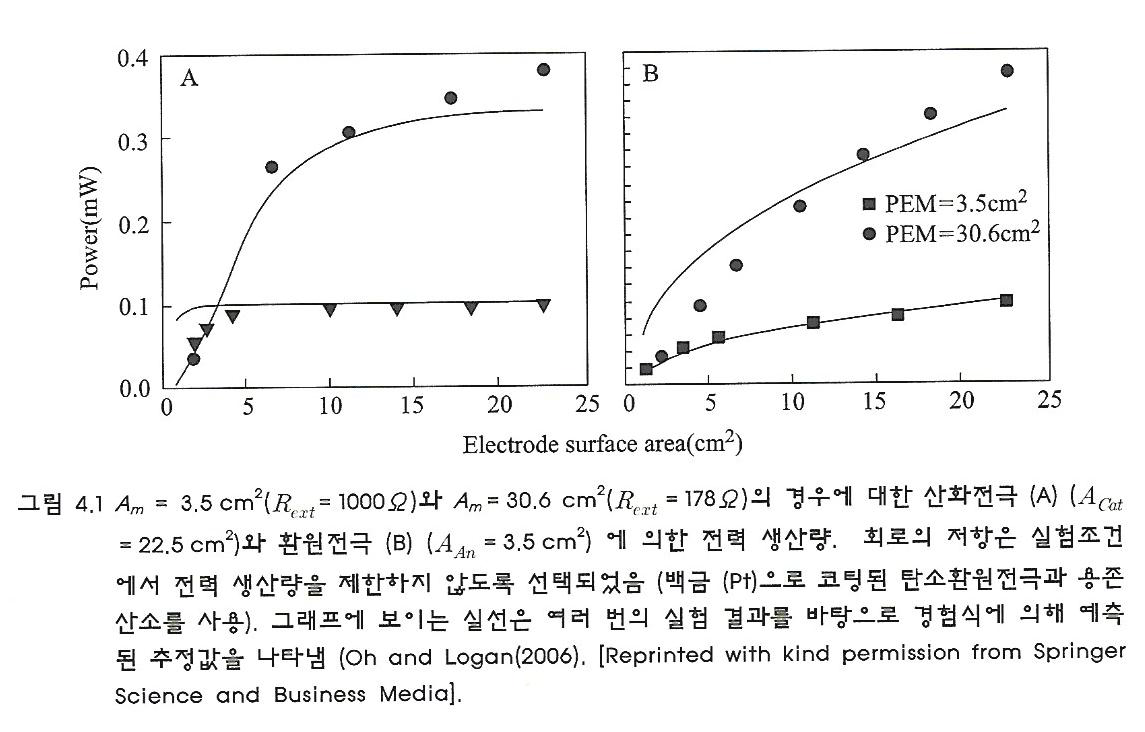 A
B
0.4
0.3
0.2
0.1
0.0
Power(mW)
PEM=3.5cm²
PEM=30.6cm²
0 5 10 15 20 25
0 5 10 15 20 25
Electrode surface area(cm²)
그림 4.1 Aₘ = 3.5 cm²(R_ext = 1000Ω)와 Aₘ = 30.6 cm²(R_ext = 178Ω)의 경우에 대한 산화전극 (A) (A_Cat
= 22.5 cm²)와 환원전극 (B) (A_An = 3.5 cm²) 에 의한 전력 생산량. 회로의 저항은 실험조건
에서 전력 생산량을 제한하지 않도록 선택되었음 (백금 (Pt)으로 코팅된 탄소환원전극과 용존
산소를 사용). 그래프에 보이는 실선은 여러 번의 실험 결과를 바탕으로 경험식에 의해 예측
된 추정값을 나타냄 (Oh and Logan(2006). [Reprinted with kind permission from Springer
Science and Business Media].